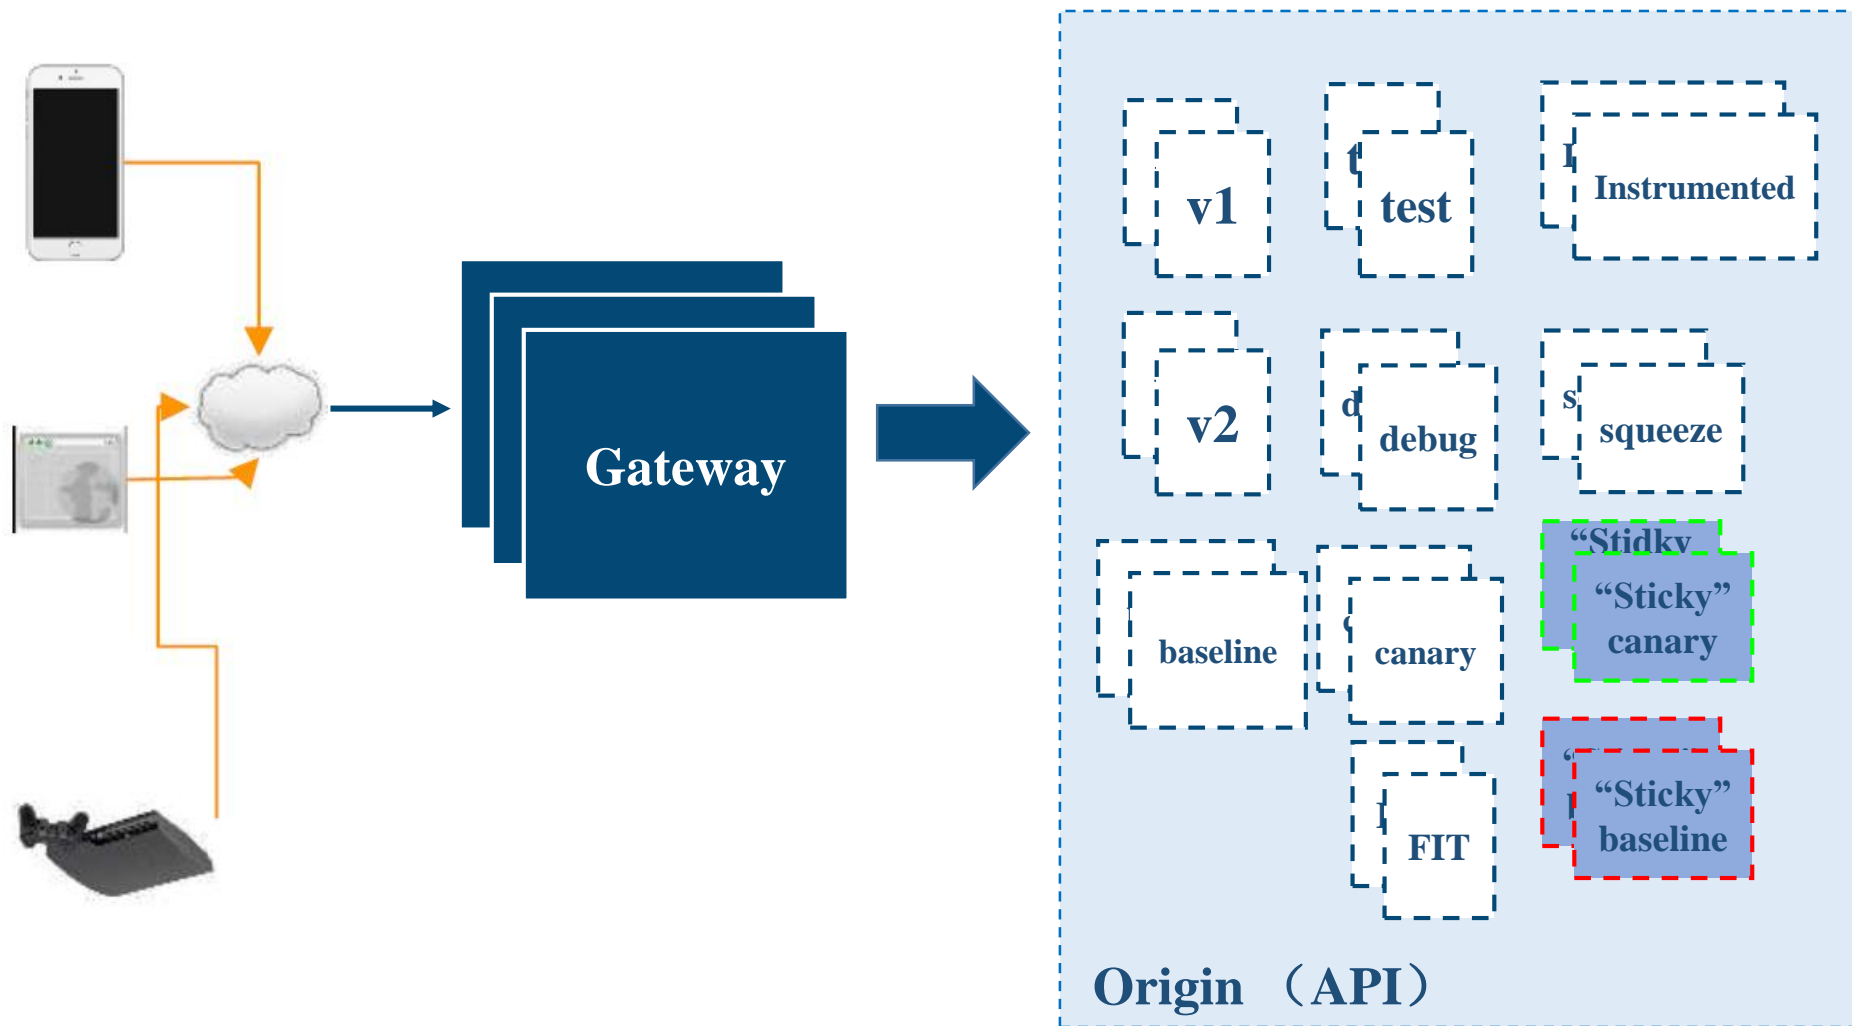 v1
test
t
Instrumented
v2
d
debug
s
squeeze
Gateway
“Stidky
“Sticky”
canary
baseline
canary
“Sticky”
baseline
FIT
Origin （API）